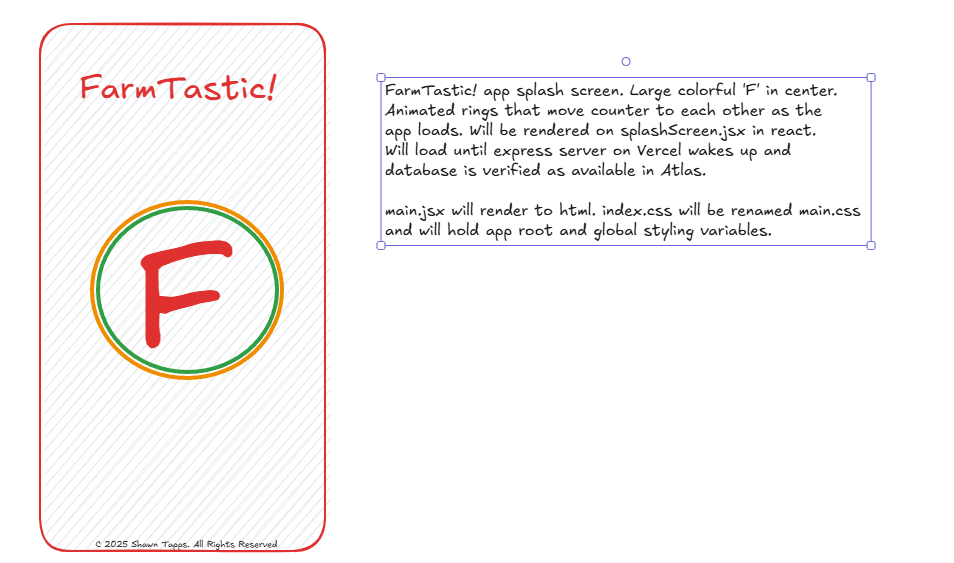 FarmTastic!
F
© 2025 Shawn Tapps. All Rights Reserved
FarmTastic! app splash screen. Large colorful 'F' in center.
Animated rings that move counter to each other as the
app loads. Will be rendered on splashScreen.jsx in react.
Will load until express server on Vercel wakes up and
database is verified as available in Atlas.
main.jsx will render to html. index.css will be renamed main.css
and will hold app root and global styling variables.